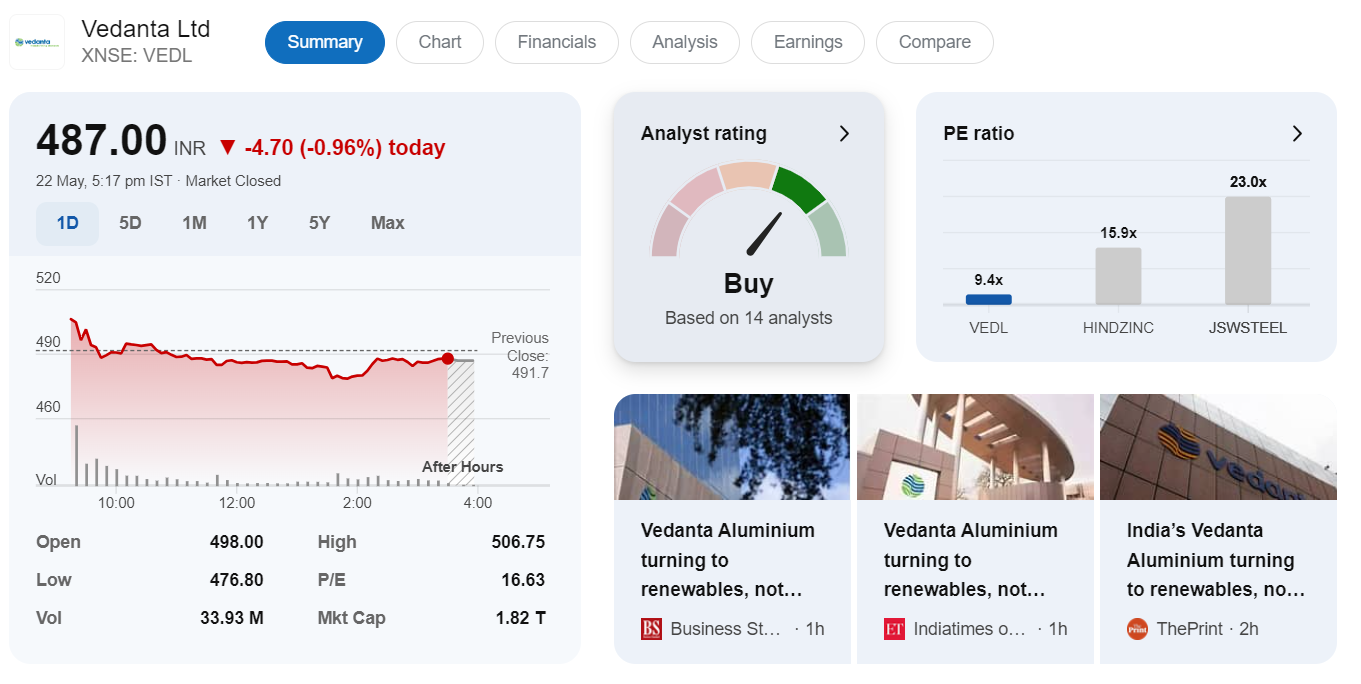 vedanta
Vedanta Ltd
XNSE: VEDL
Summary
Chart
Financials
Analysis
Earnings
Compare
487.00 INR ▼ -4.70 (-0.96%) today
22 May, 5:17 pm IST · Market Closed
1D 5D 1M 1Y 5Y Max
520
490
460
Vol
Previous
Close:
491.7
After Hours
10:00 12:00 2:00 4:00
Open 498.00 High 506.75
Low 476.80 P/E 16.63
Vol 33.93 M Mkt Cap 1.82 T
Analyst rating
Buy
Based on 14 analysts
PE ratio
9.4x
15.9x
23.0x
VEDL HINDZINC JSWSTEEL
Vedanta Aluminium
turning to
renewables, not...
BS Business St... · 1h
Vedanta Aluminium
turning to
renewables, not...
ET Indiatimes o... · 1h
vedanta
India’s Vedanta
Aluminium turning
to renewables, no...
The Print ThePrint · 2h